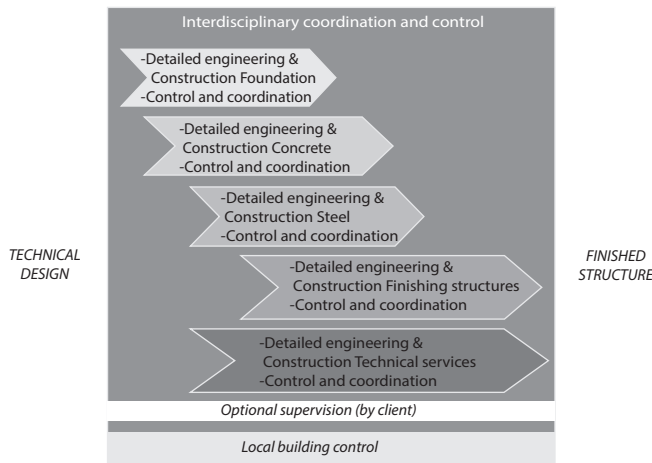 Interdisciplinary coordination and control
-Detailed engineering &
Construction Foundation
-Control and coordination
-Detailed engineering &
Construction Concrete
-Control and coordination
-Detailed engineering &
Construction Steel
-Control and coordination
TECHNICAL
DESIGN
FINISHED
STRUCTURE
-Detailed engineering &
Construction Finishing structures
-Control and coordination
-Detailed engineering &
Construction Technical services
-Control and coordination
Optional supervision (by client)
Local building control